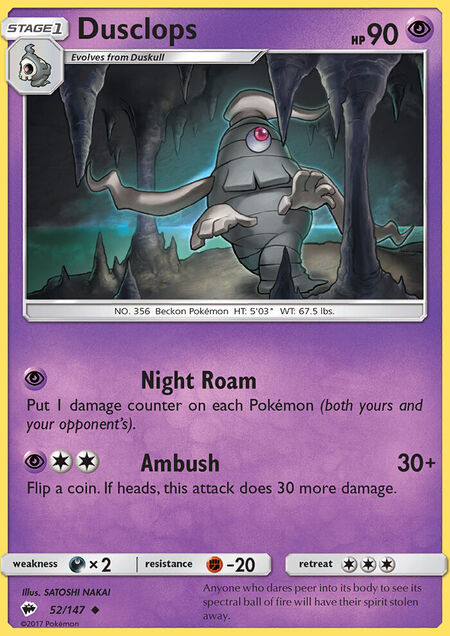 STAGE 1
Dusclops
HP 90
Evolves from Duskull
NO. 356 Beckon Pokémon HT: 5'03" WT: 67.5 lbs.
Night Roam
Put 1 damage counter on each Pokémon (both yours and
your opponent's).
Ambush 30+
Flip a coin. If heads, this attack does 30 more damage.
weakness ×2 resistance -20 retreat
Illus. SATOSHI NAKAI
52/147
©2017 Pokémon
Anyone who dares peer into its body to see its
spectral ball of fire will have their spirit stolen
away.